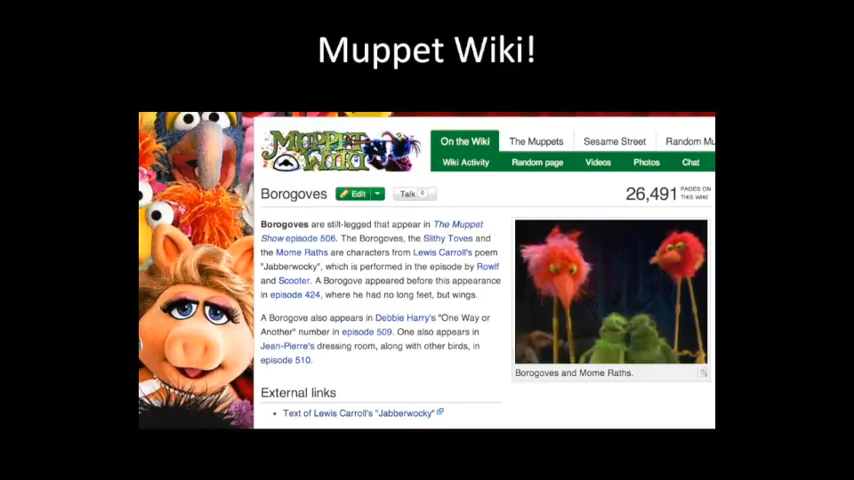 Muppet Wiki!
MUPPET
WIKI
On the Wiki The Muppets Sesame Street Random Mu
Wiki Activity Random page Videos Photos Chat
Borogoves Edit Talk 6
26,491 PAGES ON
THIS WIKI
Borogoves are stilt-legged that appear in The Muppet
Show episode 506. The Borogoves, the Slithy Toves and
the Mome Raths are characters from Lewis Carroll's poem
"Jabberwocky", which is performed in the episode by Rowlf
and Scooter. A Borogove appeared before this appearance
in episode 424, where he had no long feet, but wings.
A Borogove also appears in Debbie Harry's "One Way or
Another" number in episode 509. One also appears in
Jean-Pierre's dressing room, along with other birds, in
episode 510.
Borogoves and Mome Raths.
External links
• Text of Lewis Carroll's "Jabberwocky"